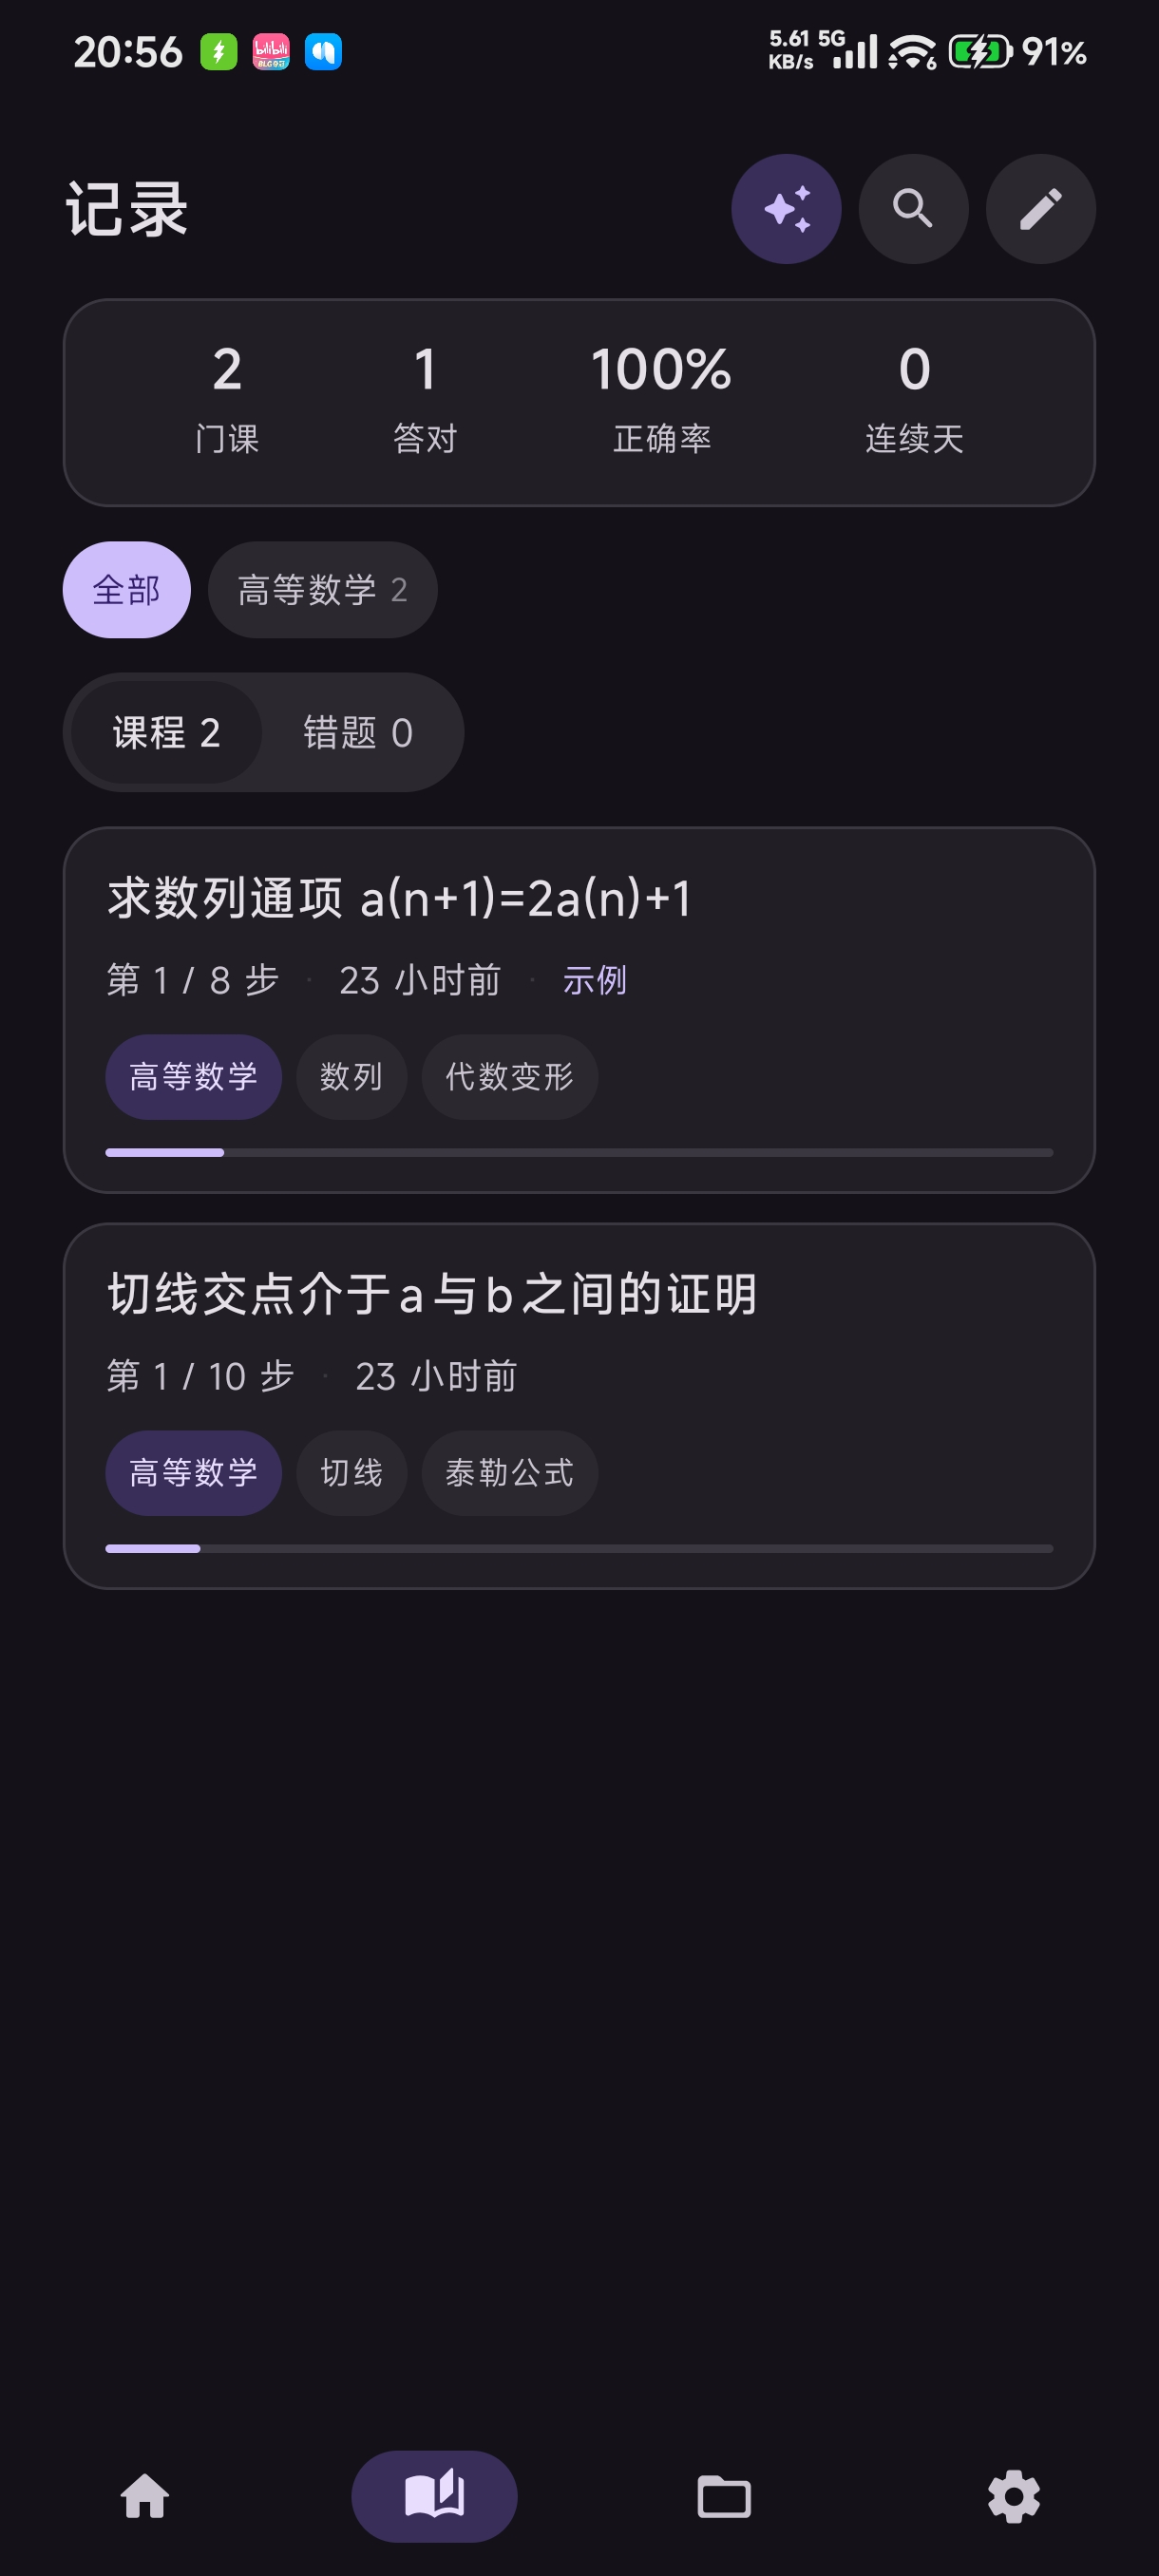 20:56
5.61 KB/s 5G 6 91%
记录
2 1 100% 0
门课 答对 正确率 连续天
全部 高等数学 2
课程 2 错题 0
求数列通项 a(n+1)=2a(n)+1
第 1 / 8 步 · 23 小时前 · 示例
高等数学 数列 代数变形
切线交点介于a与b之间的证明
第 1 / 10 步 · 23 小时前
高等数学 切线 泰勒公式